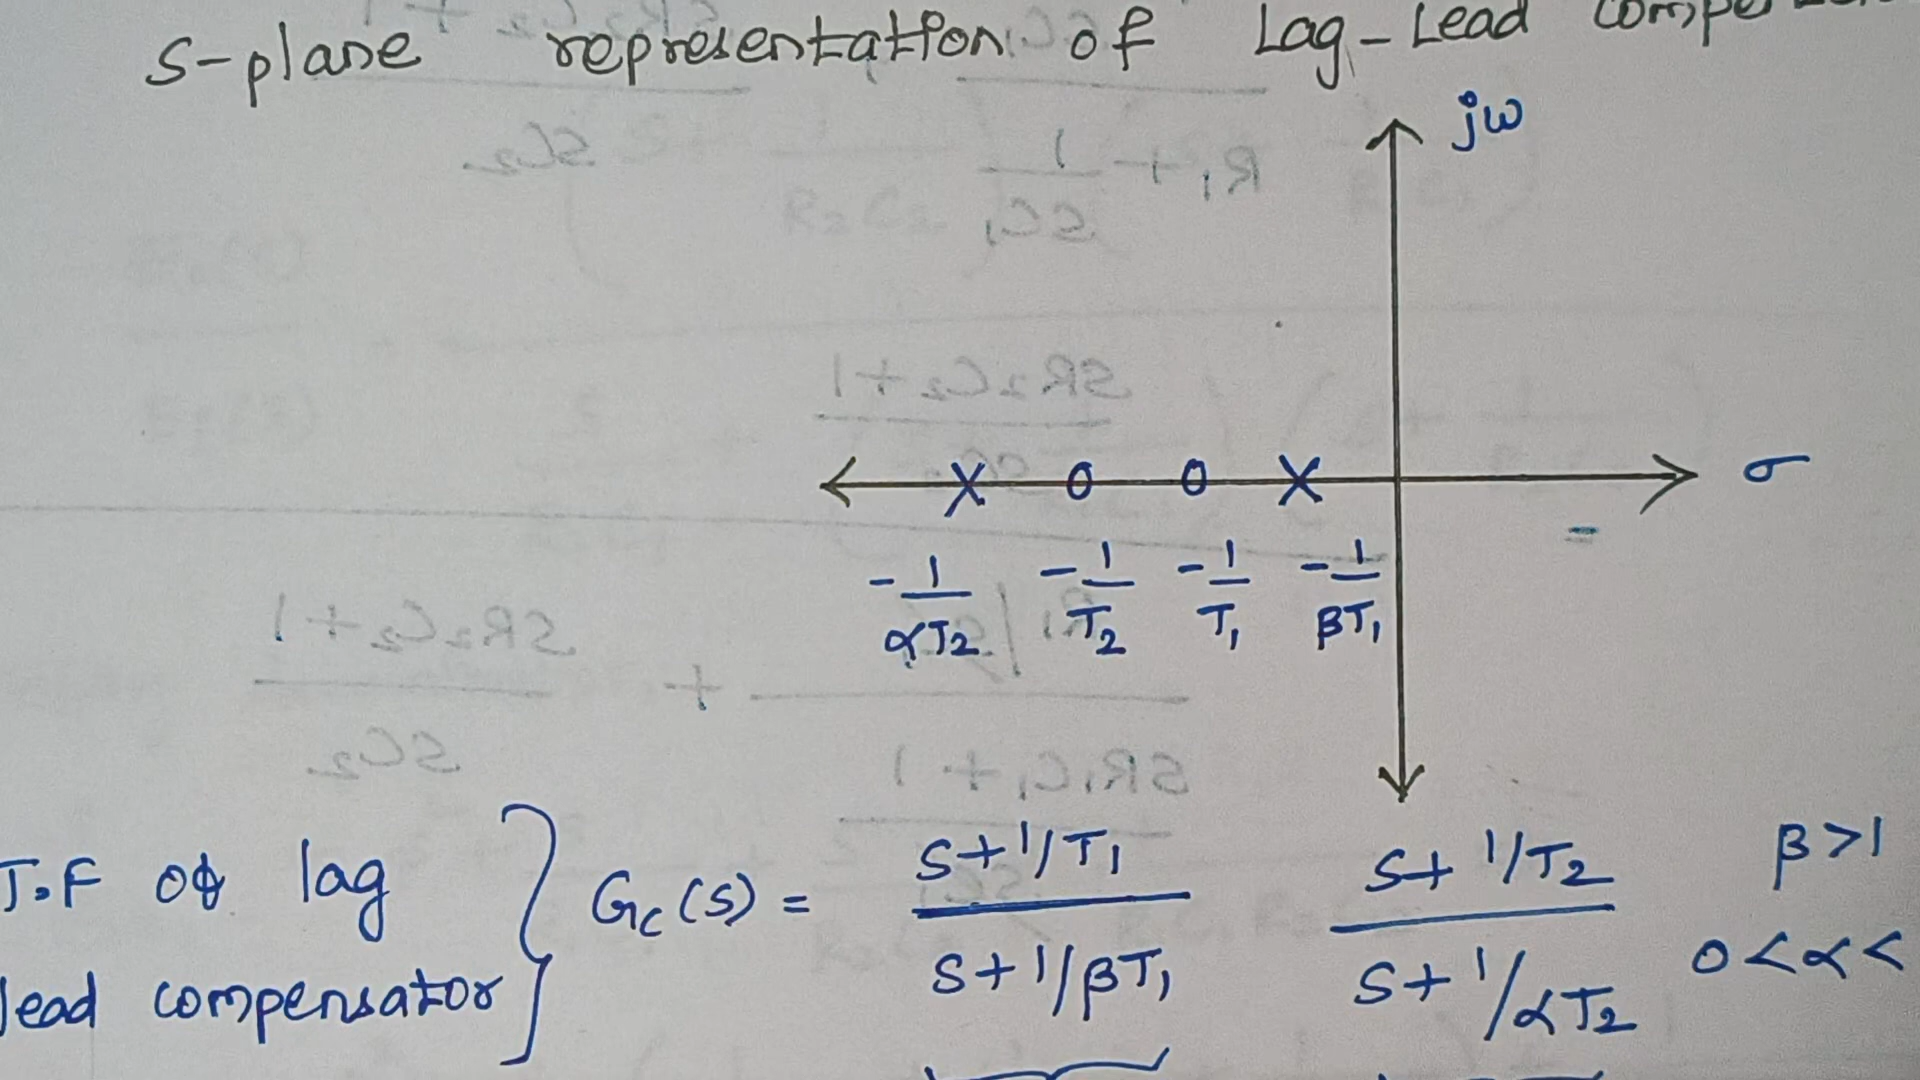 S-plane representation of Lag-Lead
jω
σ
-1/αT₂ -1/T₂ -1/T₁ -1/βT₁
T.F of lag lead compensator } Gc(s) = (S+1/T₁)/(S+1/βT₁) (S+1/T₂)/(S+1/αT₂) β>1
0<α<